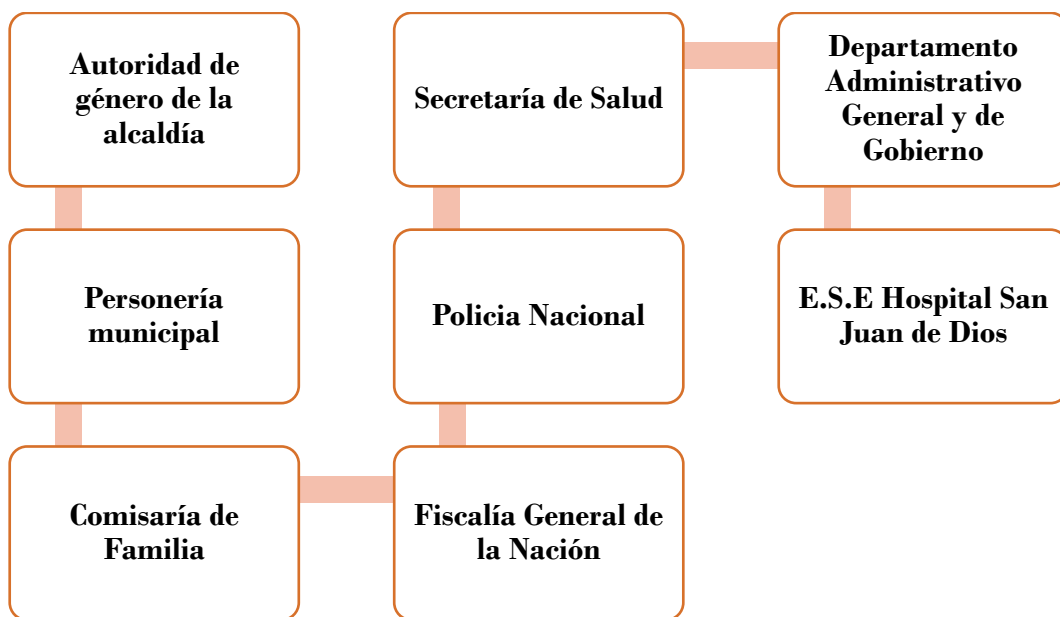 Autoridad de
género de la
alcaldía
Personería
municipal
Comisaría de
Familia
Fiscalía General de
la Nación
Policia Nacional
Secretaría de Salud
Departamento
Administrativo
General y de
Gobierno
E.S.E Hospital San
Juan de Dios